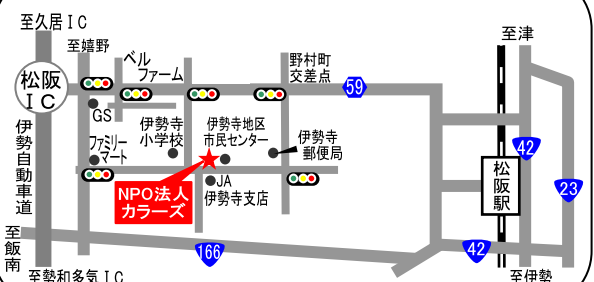 至久居IC
至嬉野
松阪
IC
伊勢自動車道
至飯南
至勢和多気IC
GS
ファミリー
マート
ベル
ファーム
伊勢寺
小学校
伊勢寺地区
市民センター
野村町
交差点
59
伊勢寺
郵便局
JA
伊勢寺支店
NPO法人
カラーズ
166
至津
42
松阪駅
23
42
至伊勢